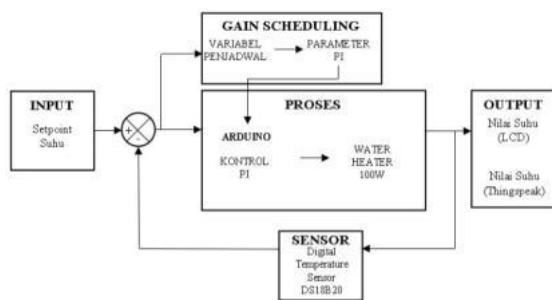 GAIN SCHEDULING
VARIABEL
PENJADWAL
PARAMETER
PI
INPUT
Setpoint
Suhu
+
-
PROSES
ARDUINO
KONTROL
PI
WATER
HEATER
100W
OUTPUT
Nilai Suhu
(LCD)
Nilai Suhu
(Thingspeak)
SENSOR
Digital
Temperature
Sensor
DS18B20